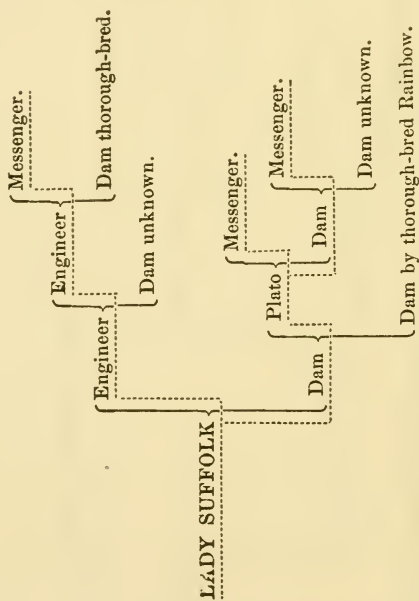 Messenger.
Engineer
Dam thorough-bred.
Engineer
Dam unknown.
LADY SUFFOLK
Messenger.
Plato
Messenger.
Dam
Dam unknown.
Dam
Dam by thorough-bred Rainbow.